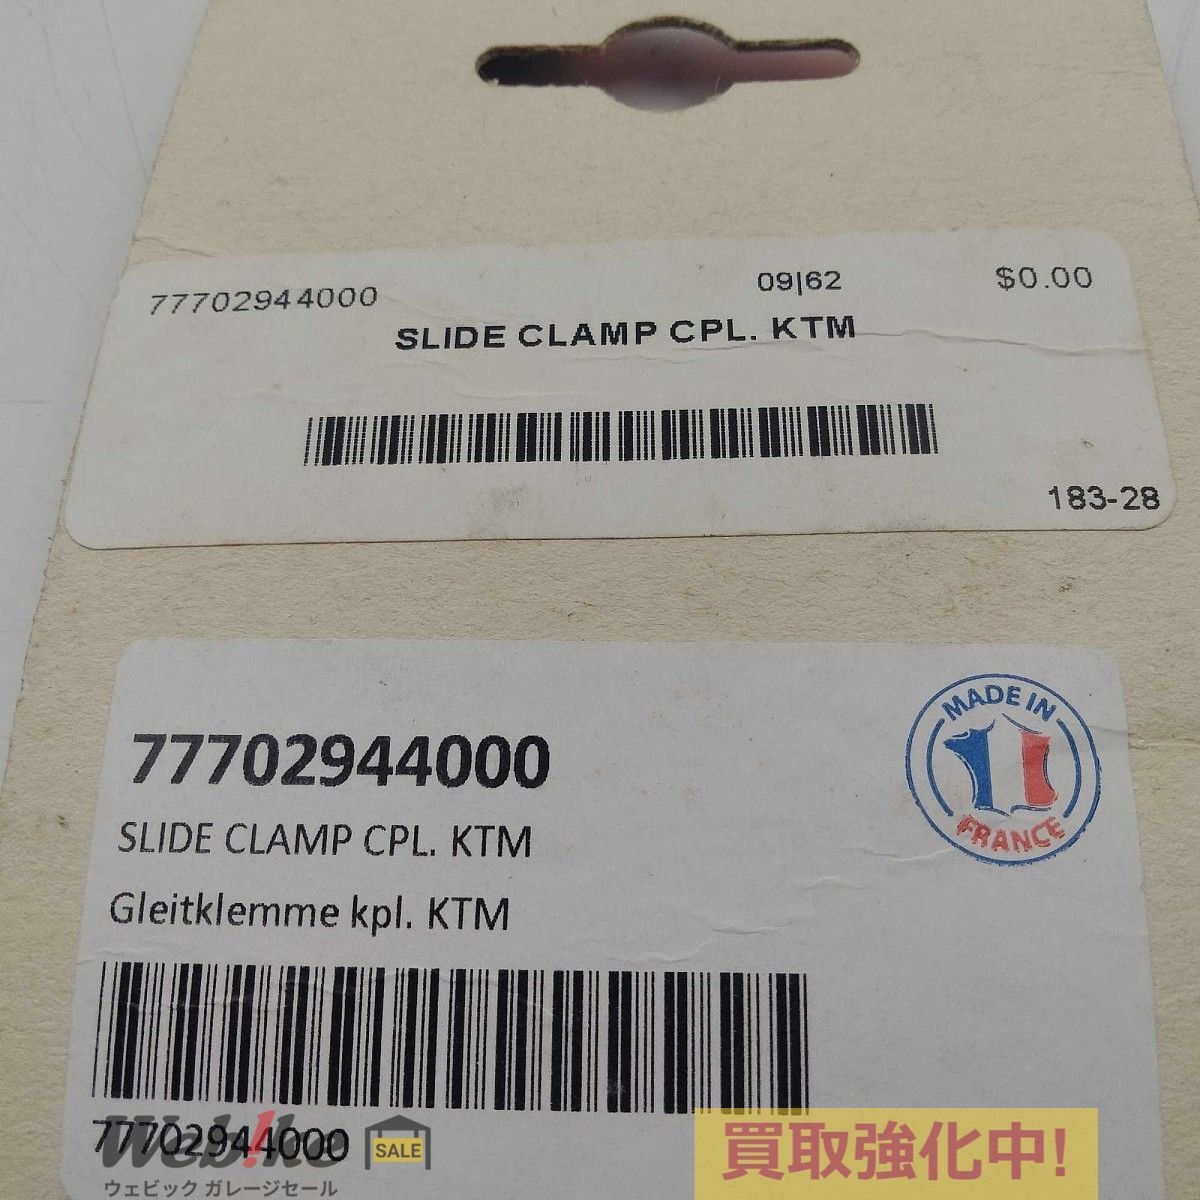 77702944000 09|62 $0.00
SLIDE CLAMP CPL. KTM
183-28
MADE IN
FRANCE
77702944000
SLIDE CLAMP CPL. KTM
Gleitklemme kpl. KTM
77702944000
Web!ke SALE
ウェビック ガレージセール
買取強化中!